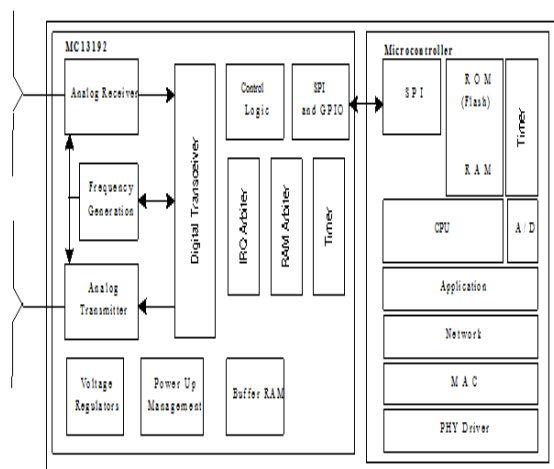 MC13192
Analog Receiver
Frequency
Generation
Analog
Transmitter
Digital Transceiver
Control
Logic
SPI
and GPIO
IRQ Arbiter
RAM Arbiter
Timer
Voltage
Regulators
Power Up
Management
Buffer RAM
Microcontroller
SPI
ROM
(Flash)
RAM
Timer
CPU
A/D
Application
Network
MAC
PHY Driver